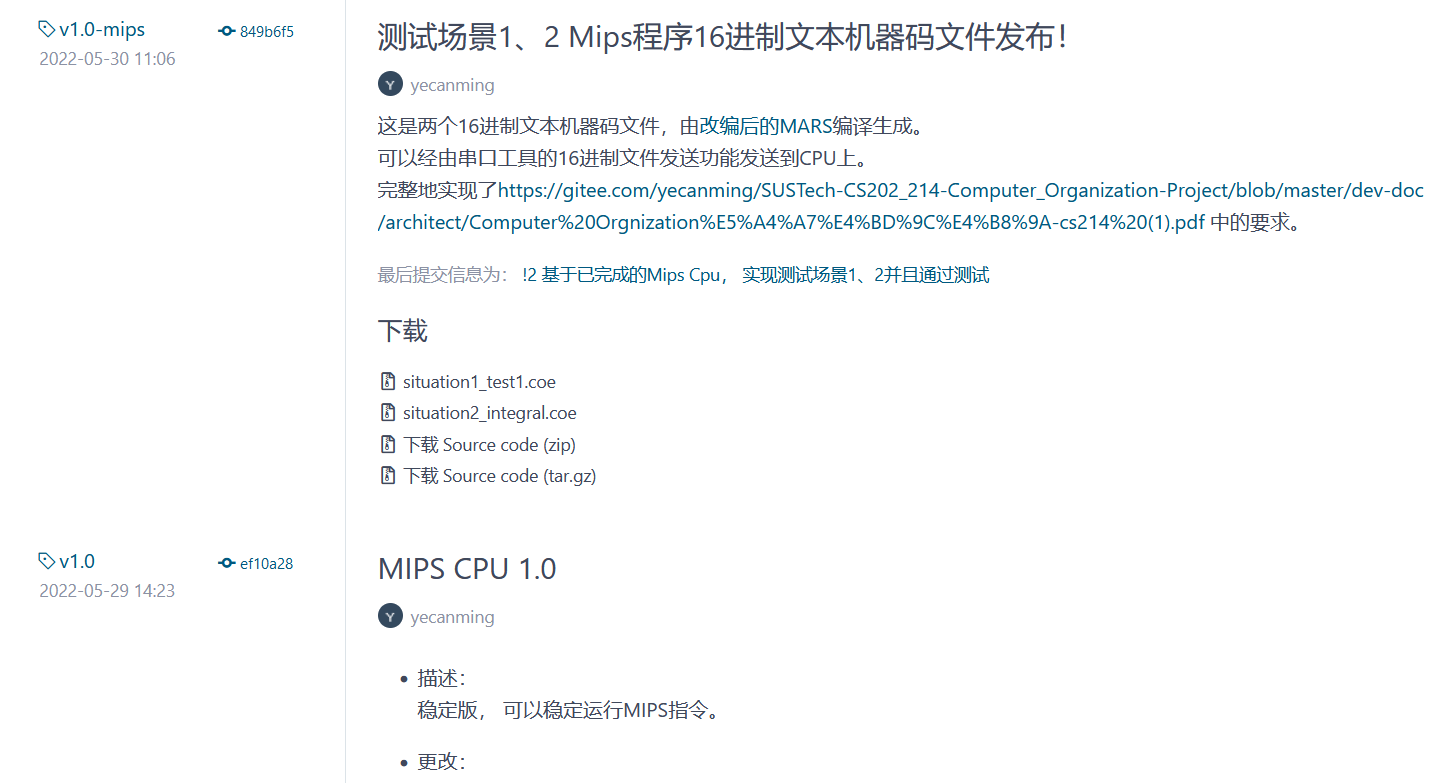 v1.0-mips
849b6f5
2022-05-30 11:06
测试场景1、2 Mips程序16进制文本机器码文件发布！
Y yecanming
这是两个16进制文本机器码文件，由改编后的MARS编译生成。
可以经由串口工具的16进制文件发送功能发送到CPU上。
完整地实现了https://gitee.com/yecanming/SUSTech-CS202_214-Computer_Organization-Project/blob/master/dev-doc
/architect/Computer%20Orgnization%E5%A4%A7%E4%BD%9C%E4%B8%9A-cs214%20(1).pdf 中的要求。
最后提交信息为： !2 基于已完成的Mips Cpu， 实现测试场景1、2并且通过测试
下载
situation1_test1.coe
situation2_integral.coe
下载 Source code (zip)
下载 Source code (tar.gz)
v1.0
ef10a28
2022-05-29 14:23
MIPS CPU 1.0
Y yecanming
• 描述：
稳定版， 可以稳定运行MIPS指令。
• 更改：